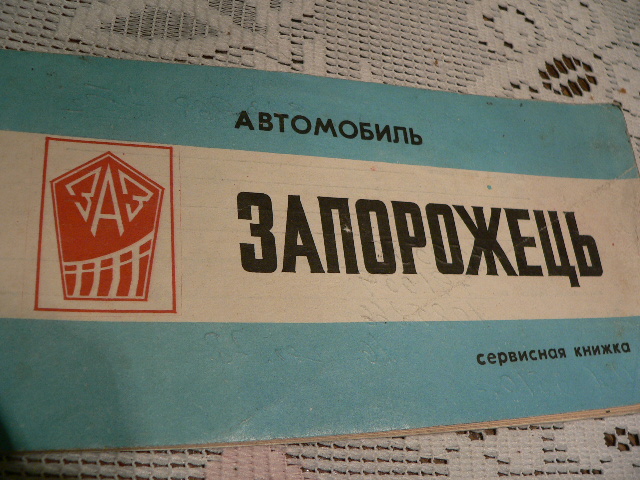 АВТОМОБИЛЬ
ЗАЗ
ЗАПОРОЖЕЦЬ
сервисная книжка